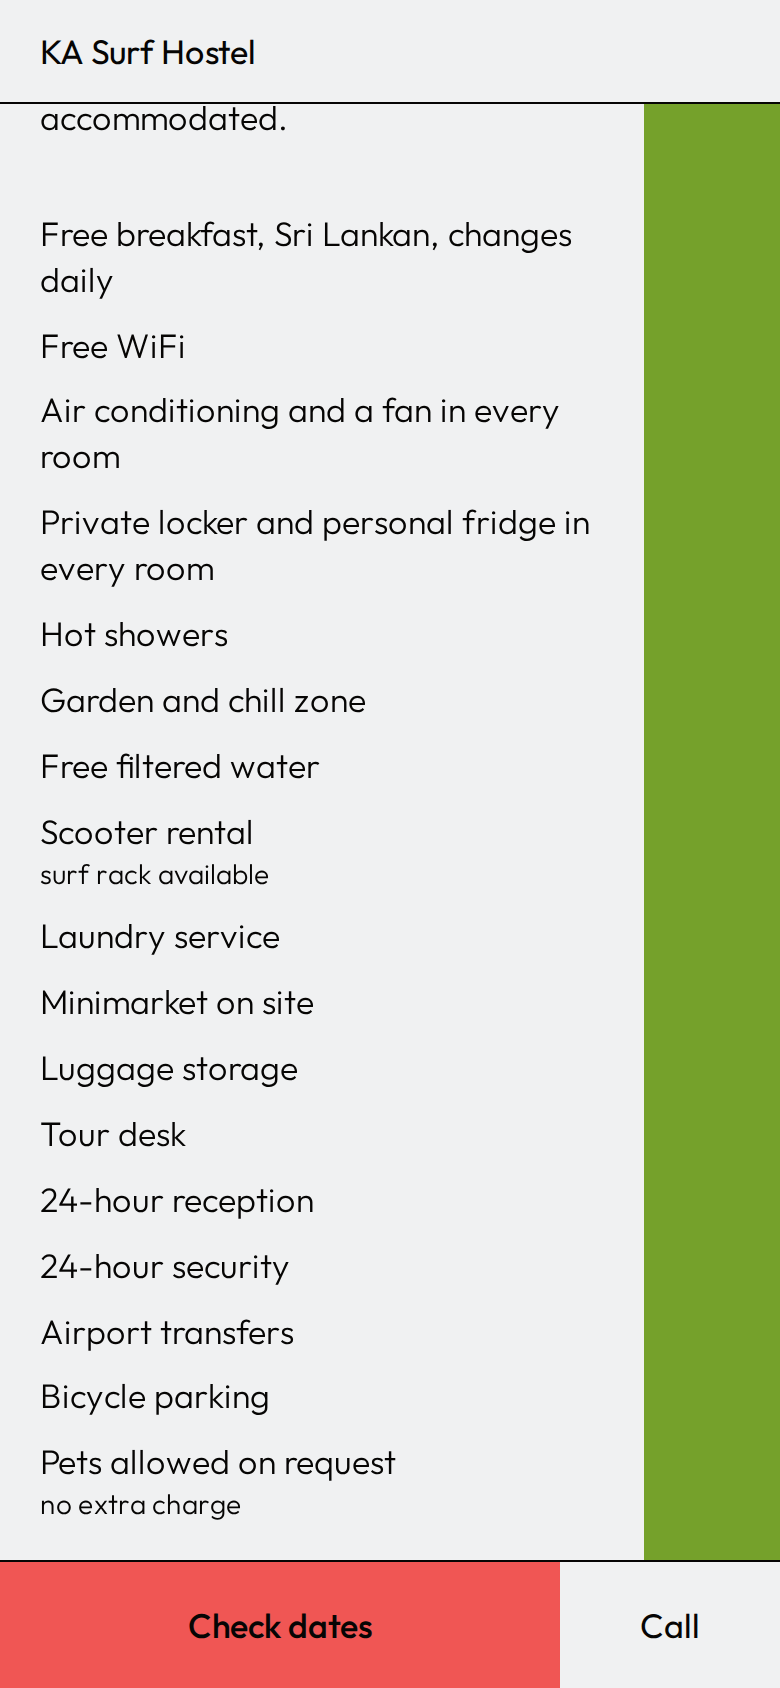 KA Surf Hostel
accommodated.
Free breakfast, Sri Lankan, changes
daily
Free WiFi
Air conditioning and a fan in every
room
Private locker and personal fridge in
every room
Hot showers
Garden and chill zone
Free filtered water
Scooter rental
surf rack available
Laundry service
Minimarket on site
Luggage storage
Tour desk
24-hour reception
24-hour security
Airport transfers
Bicycle parking
Pets allowed on request
no extra charge
Check dates
Call